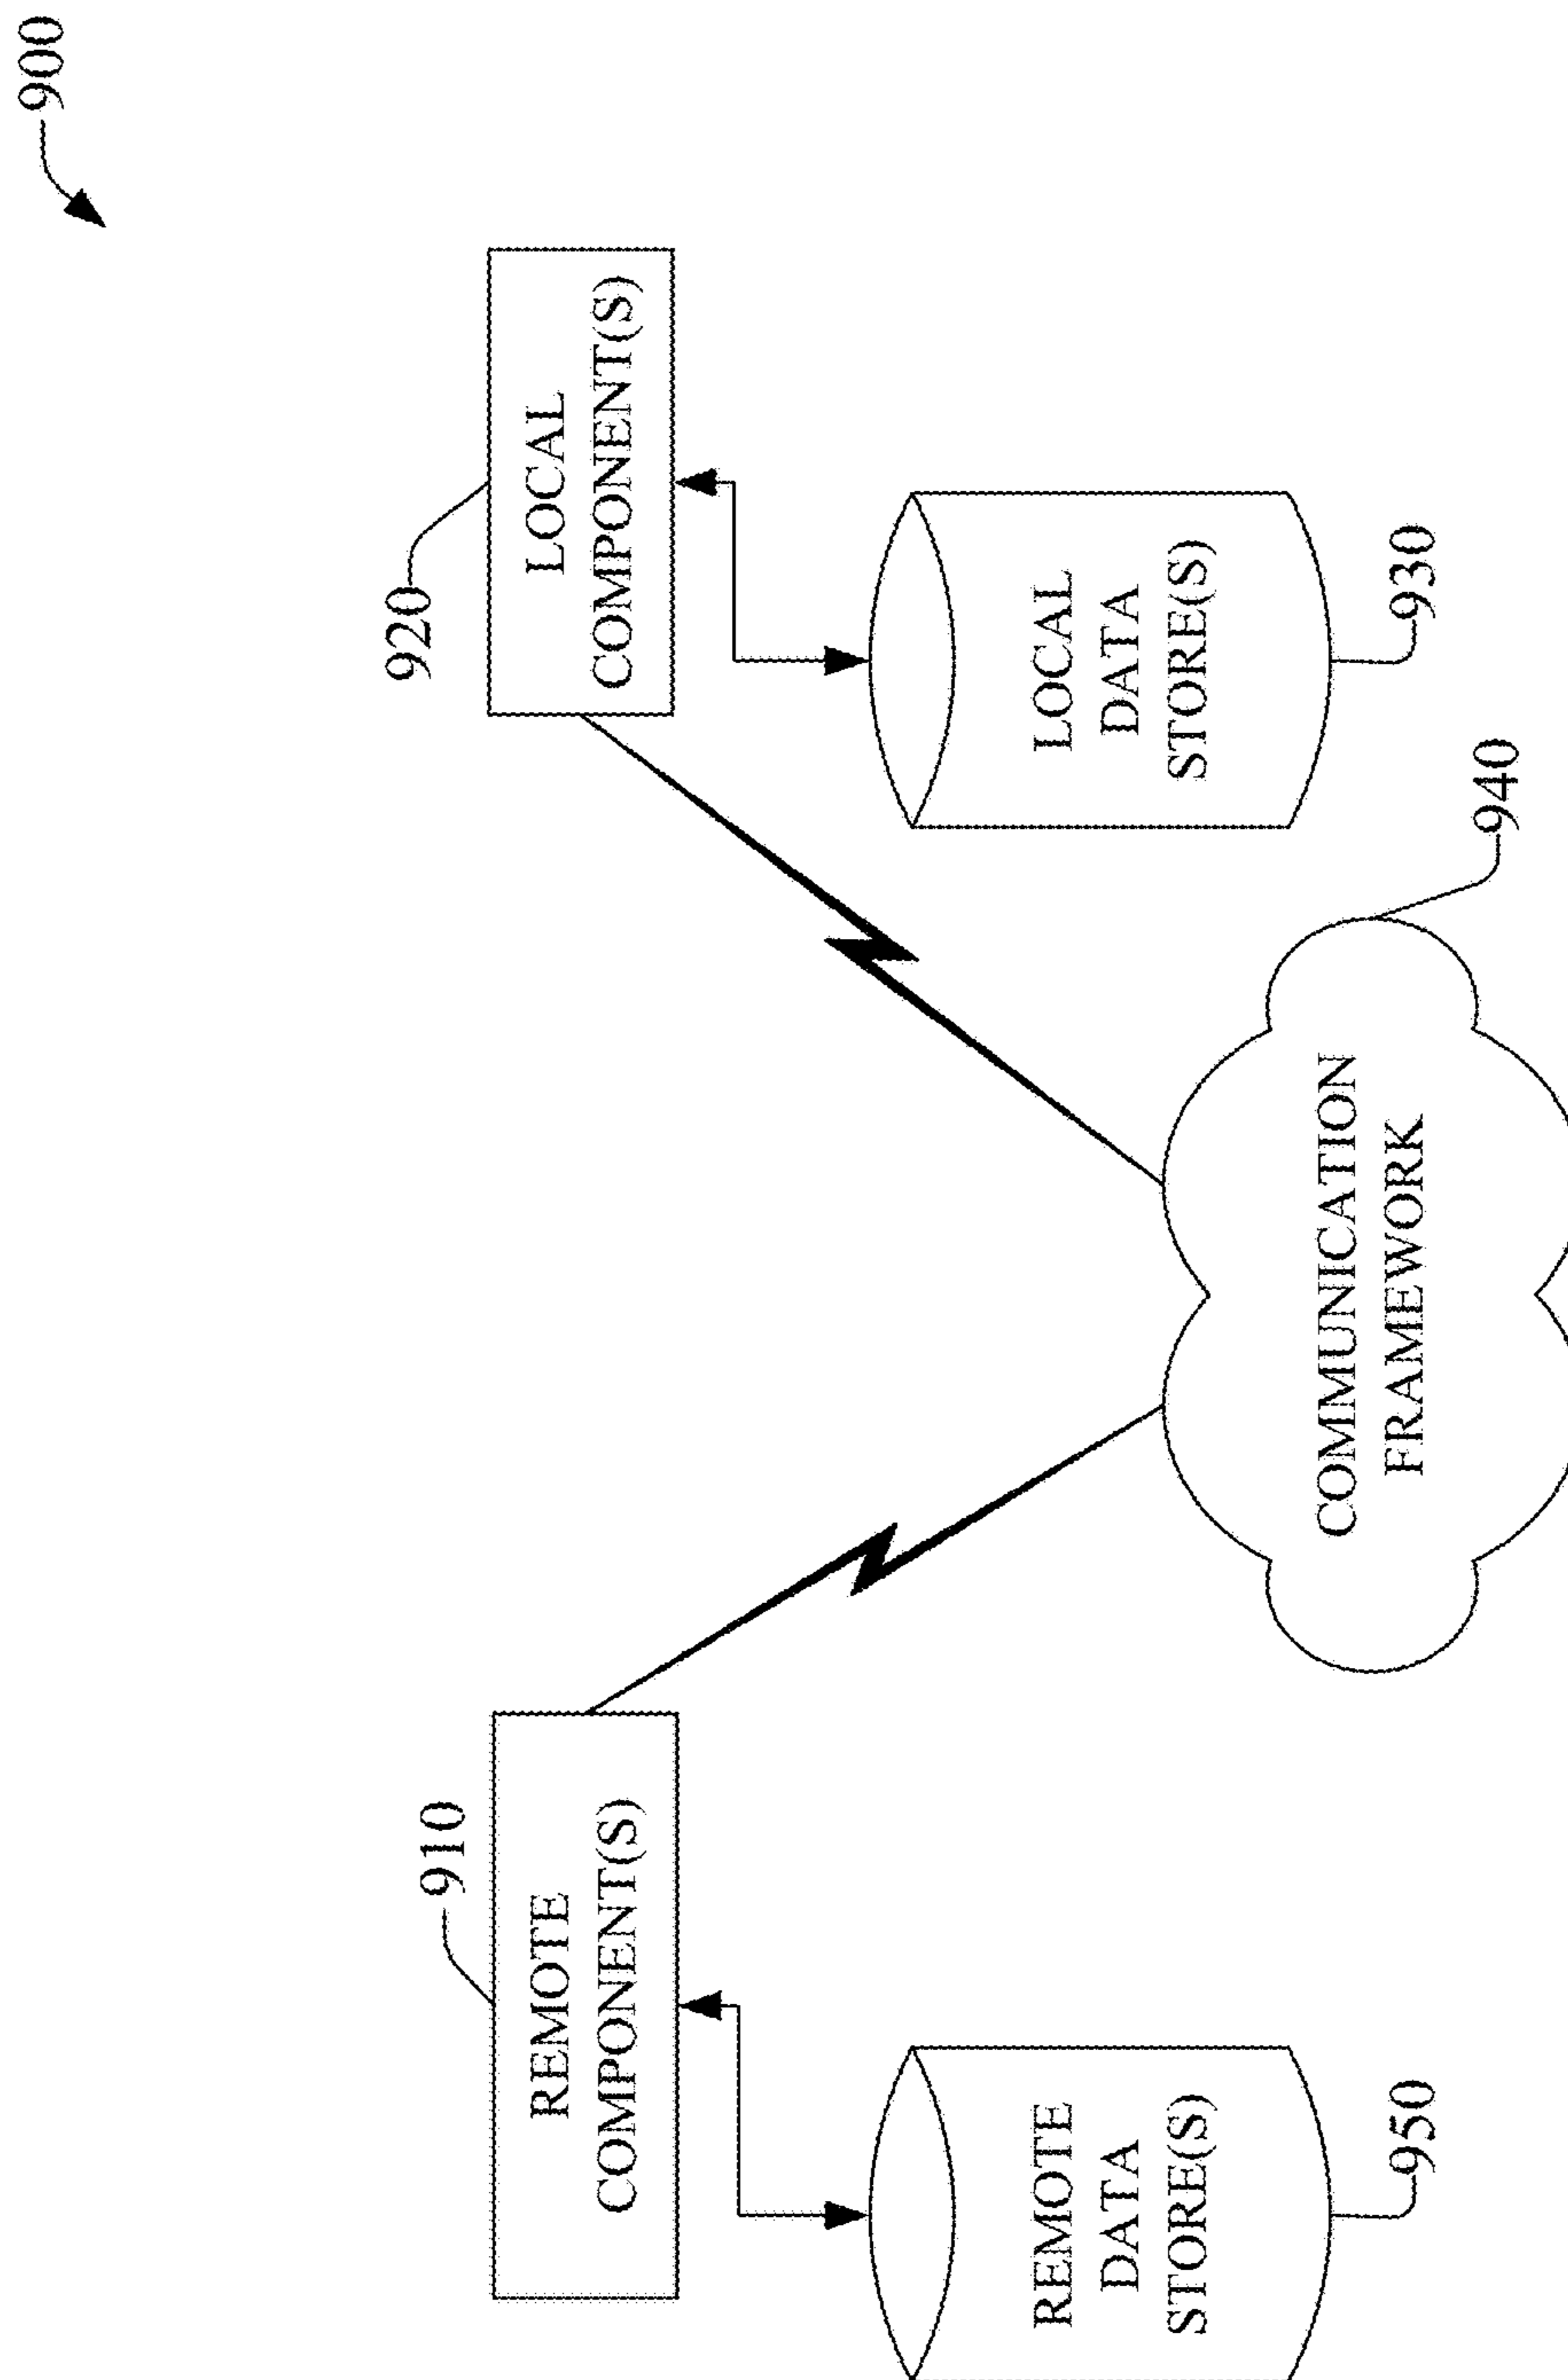 900
910
REMOTE
COMPONENT(S)
920
LOCAL
COMPONENT(S)
REMOTE
DATA
STORE(S)
950
COMMUNICATION
FRAMEWORK
940
LOCAL
DATA
STORE(S)
930